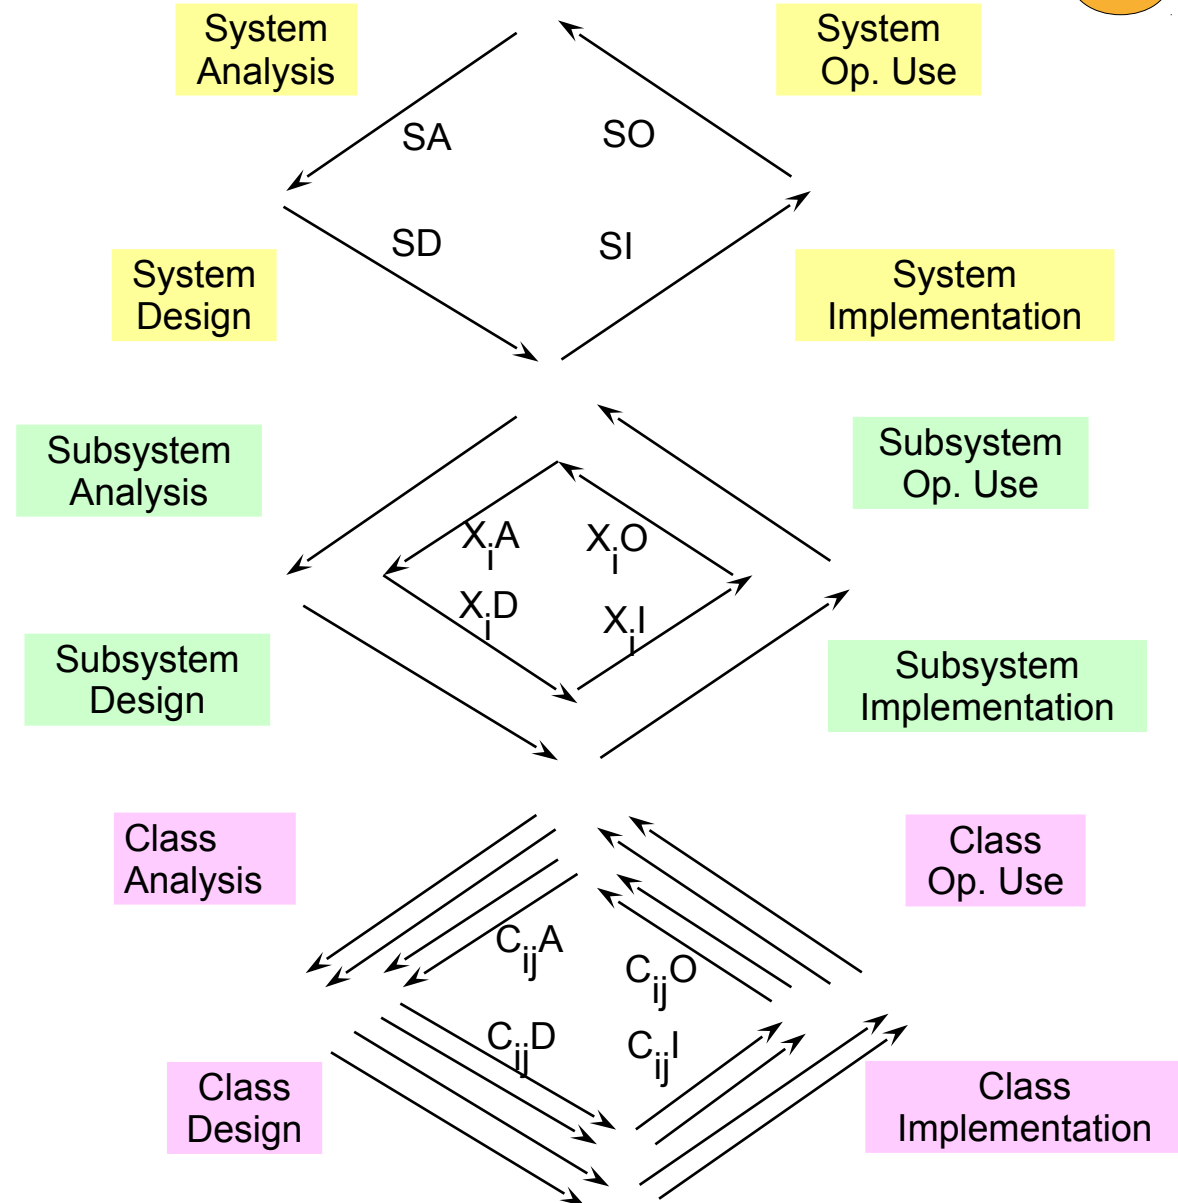 System
Analysis
System
Op. Use
SA
SO
SD
SI
System
Design
System
Implementation
Subsystem
Analysis
Subsystem
Op. Use
XiA
XiO
XiD
XiI
Subsystem
Design
Subsystem
Implementation
Class
Analysis
Class
Op. Use
CijA
CijO
CijD
CijI
Class
Design
Class
Implementation